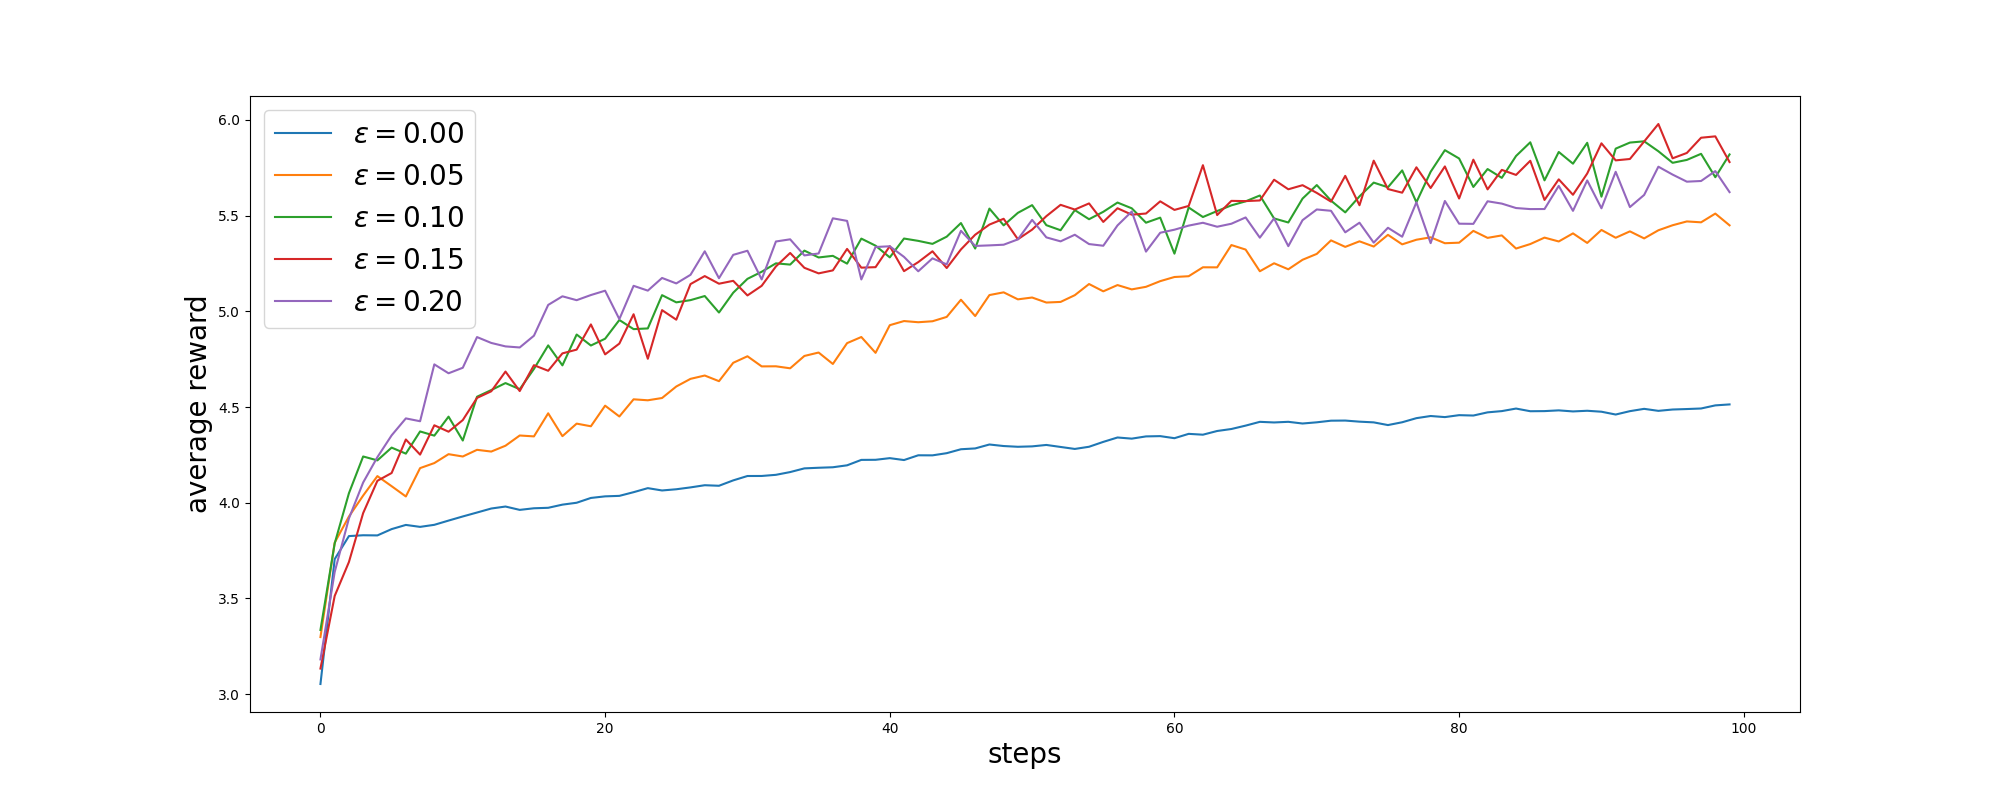 ε = 0.00
ε = 0.05
ε = 0.10
ε = 0.15
ε = 0.20
average reward
6.0
5.5
5.0
4.5
4.0
3.5
3.0
0 20 40 60 80 100
steps